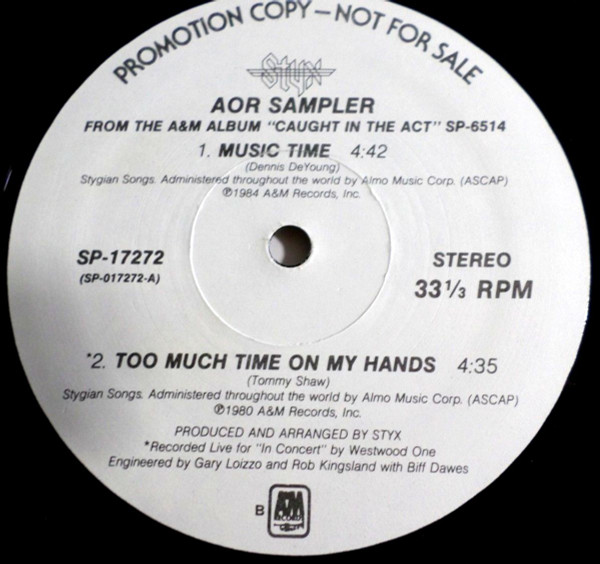 PROMOTION COPY — NOT FOR SALE
Styx
AOR SAMPLER
FROM THE A&M ALBUM "CAUGHT IN THE ACT" SP-6514
1. MUSIC TIME 4:42
(Dennis DeYoung)
Stygian Songs. Administered throughout the world by Almo Music Corp. (ASCAP)
℗1984 A&M Records, Inc.
SP-17272
(SP-017272-A)
STEREO
33 1/3 RPM
*2. TOO MUCH TIME ON MY HANDS 4:35
(Tommy Shaw)
Stygian Songs. Administered throughout the world by Almo Music Corp. (ASCAP)
℗1980 A&M Records, Inc.
PRODUCED AND ARRANGED BY STYX
*Recorded Live for "In Concert" by Westwood One
Engineered by Gary Loizzo and Rob Kingsland with Biff Dawes
B
A&M
RECORDS